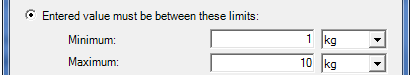 Entered value must be between these limits:
Minimum: 1 kg
Maximum: 10 kg